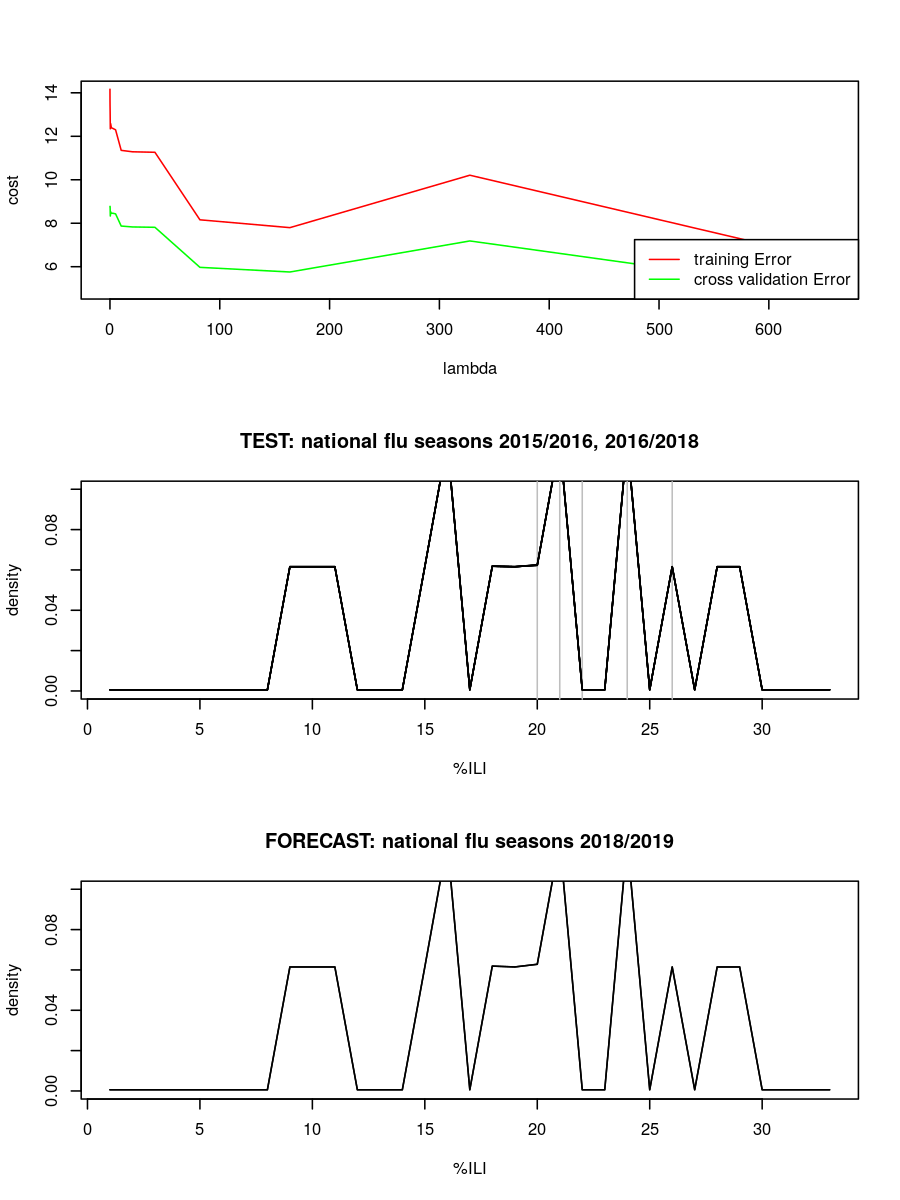 cost
14
12
10
8
6
training Error
cross validation Error
0 100 200 300 400 500 600
lambda
TEST: national flu seasons 2015/2016, 2016/2018
density
0.08
0.04
0.00
0 5 10 15 20 25 30
%ILI
FORECAST: national flu seasons 2018/2019
density
0.08
0.04
0.00
0 5 10 15 20 25 30
%ILI